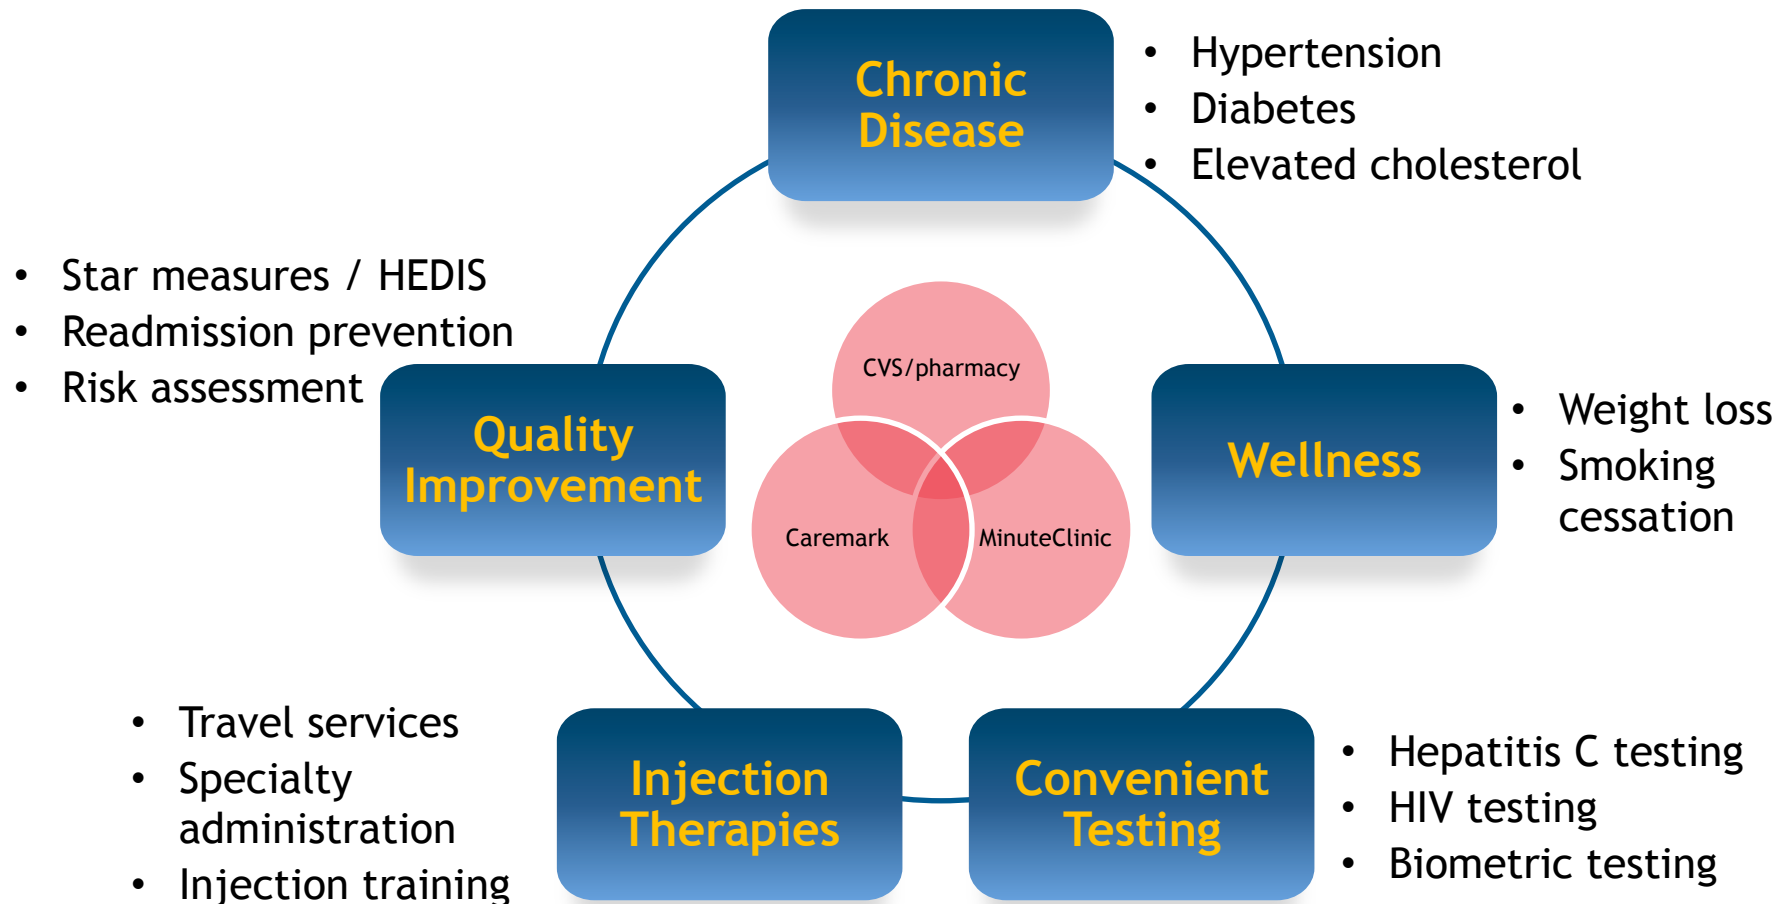 Chronic
Disease
• Hypertension
• Diabetes
• Elevated cholesterol
• Star measures / HEDIS
• Readmission prevention
• Risk assessment
Quality
Improvement
CVS/pharmacy
Caremark
MinuteClinic
Wellness
• Weight loss
• Smoking
cessation
• Travel services
• Specialty
administration
• Injection training
Injection
Therapies
Convenient
Testing
• Hepatitis C testing
• HIV testing
• Biometric testing